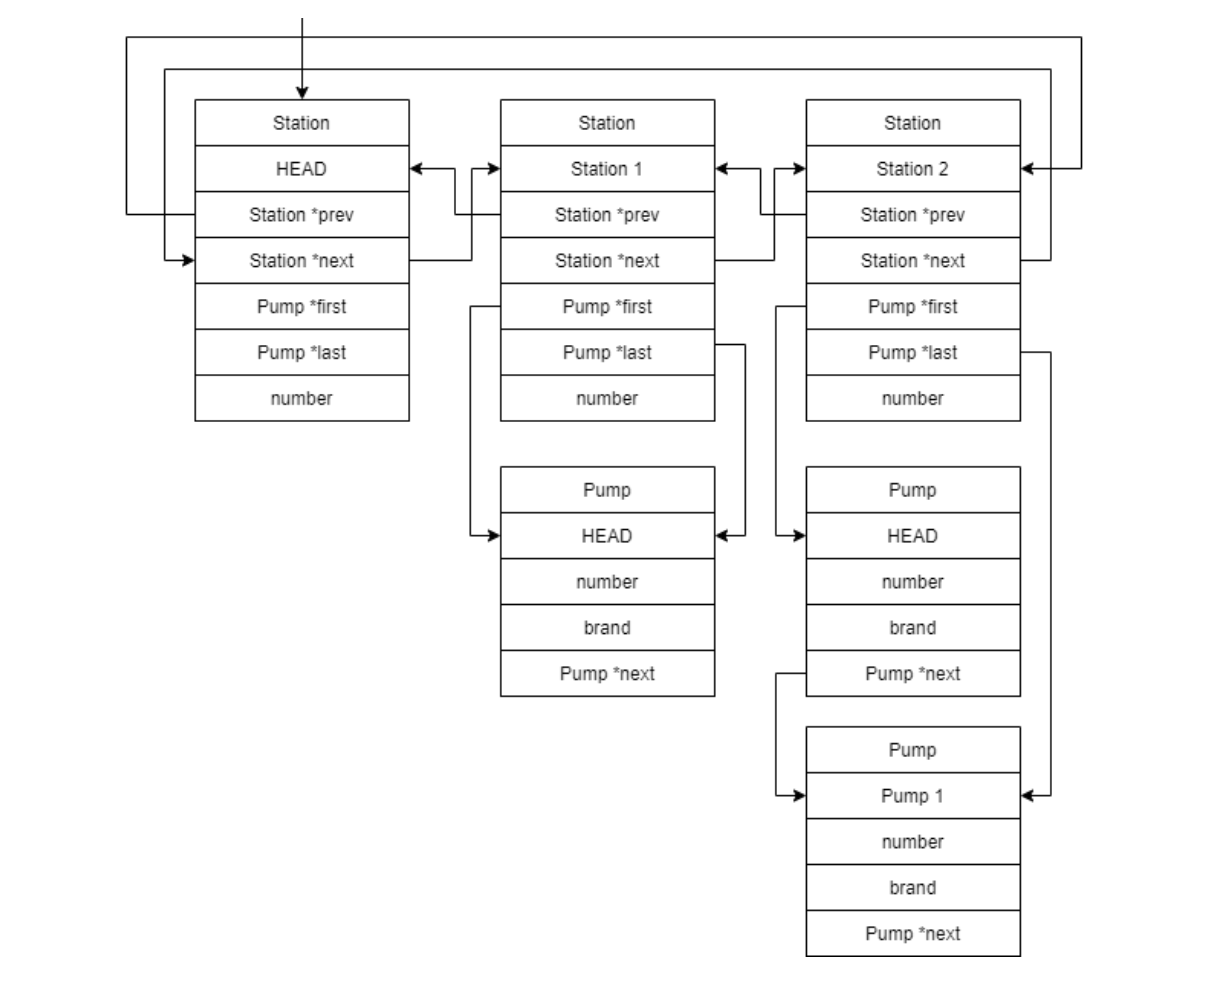 Station
HEAD
Station *prev
Station *next
Pump *first
Pump *last
number
Station
Station 1
Station *prev
Station *next
Pump *first
Pump *last
number
Pump
HEAD
number
brand
Pump *next
Station
Station 2
Station *prev
Station *next
Pump *first
Pump *last
number
Pump
HEAD
number
brand
Pump *next
Pump
Pump 1
number
brand
Pump *next